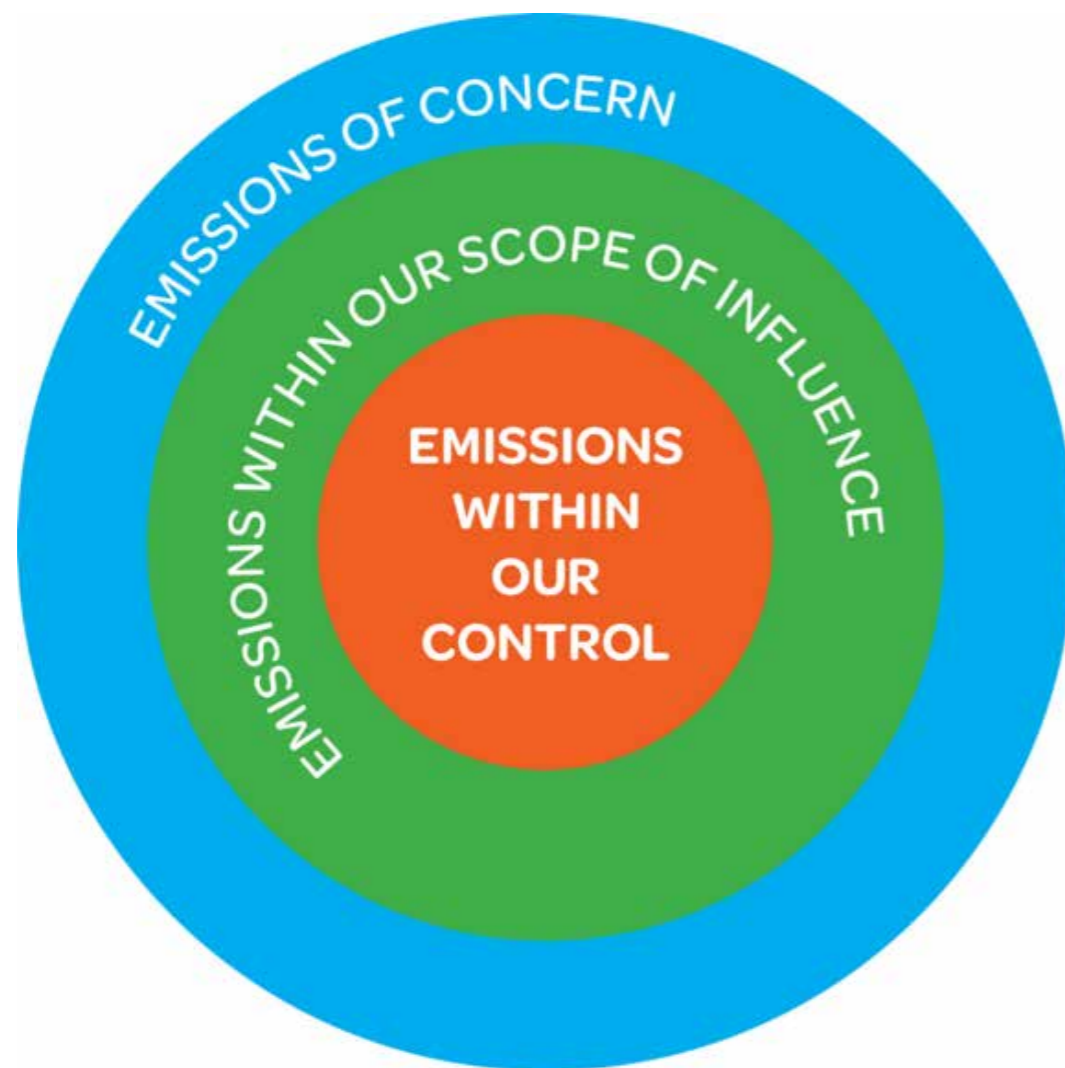 EMISSIONS OF CONCERN
EMISSIONS WITHIN OUR SCOPE OF INFLUENCE
EMISSIONS
WITHIN
OUR
CONTROL